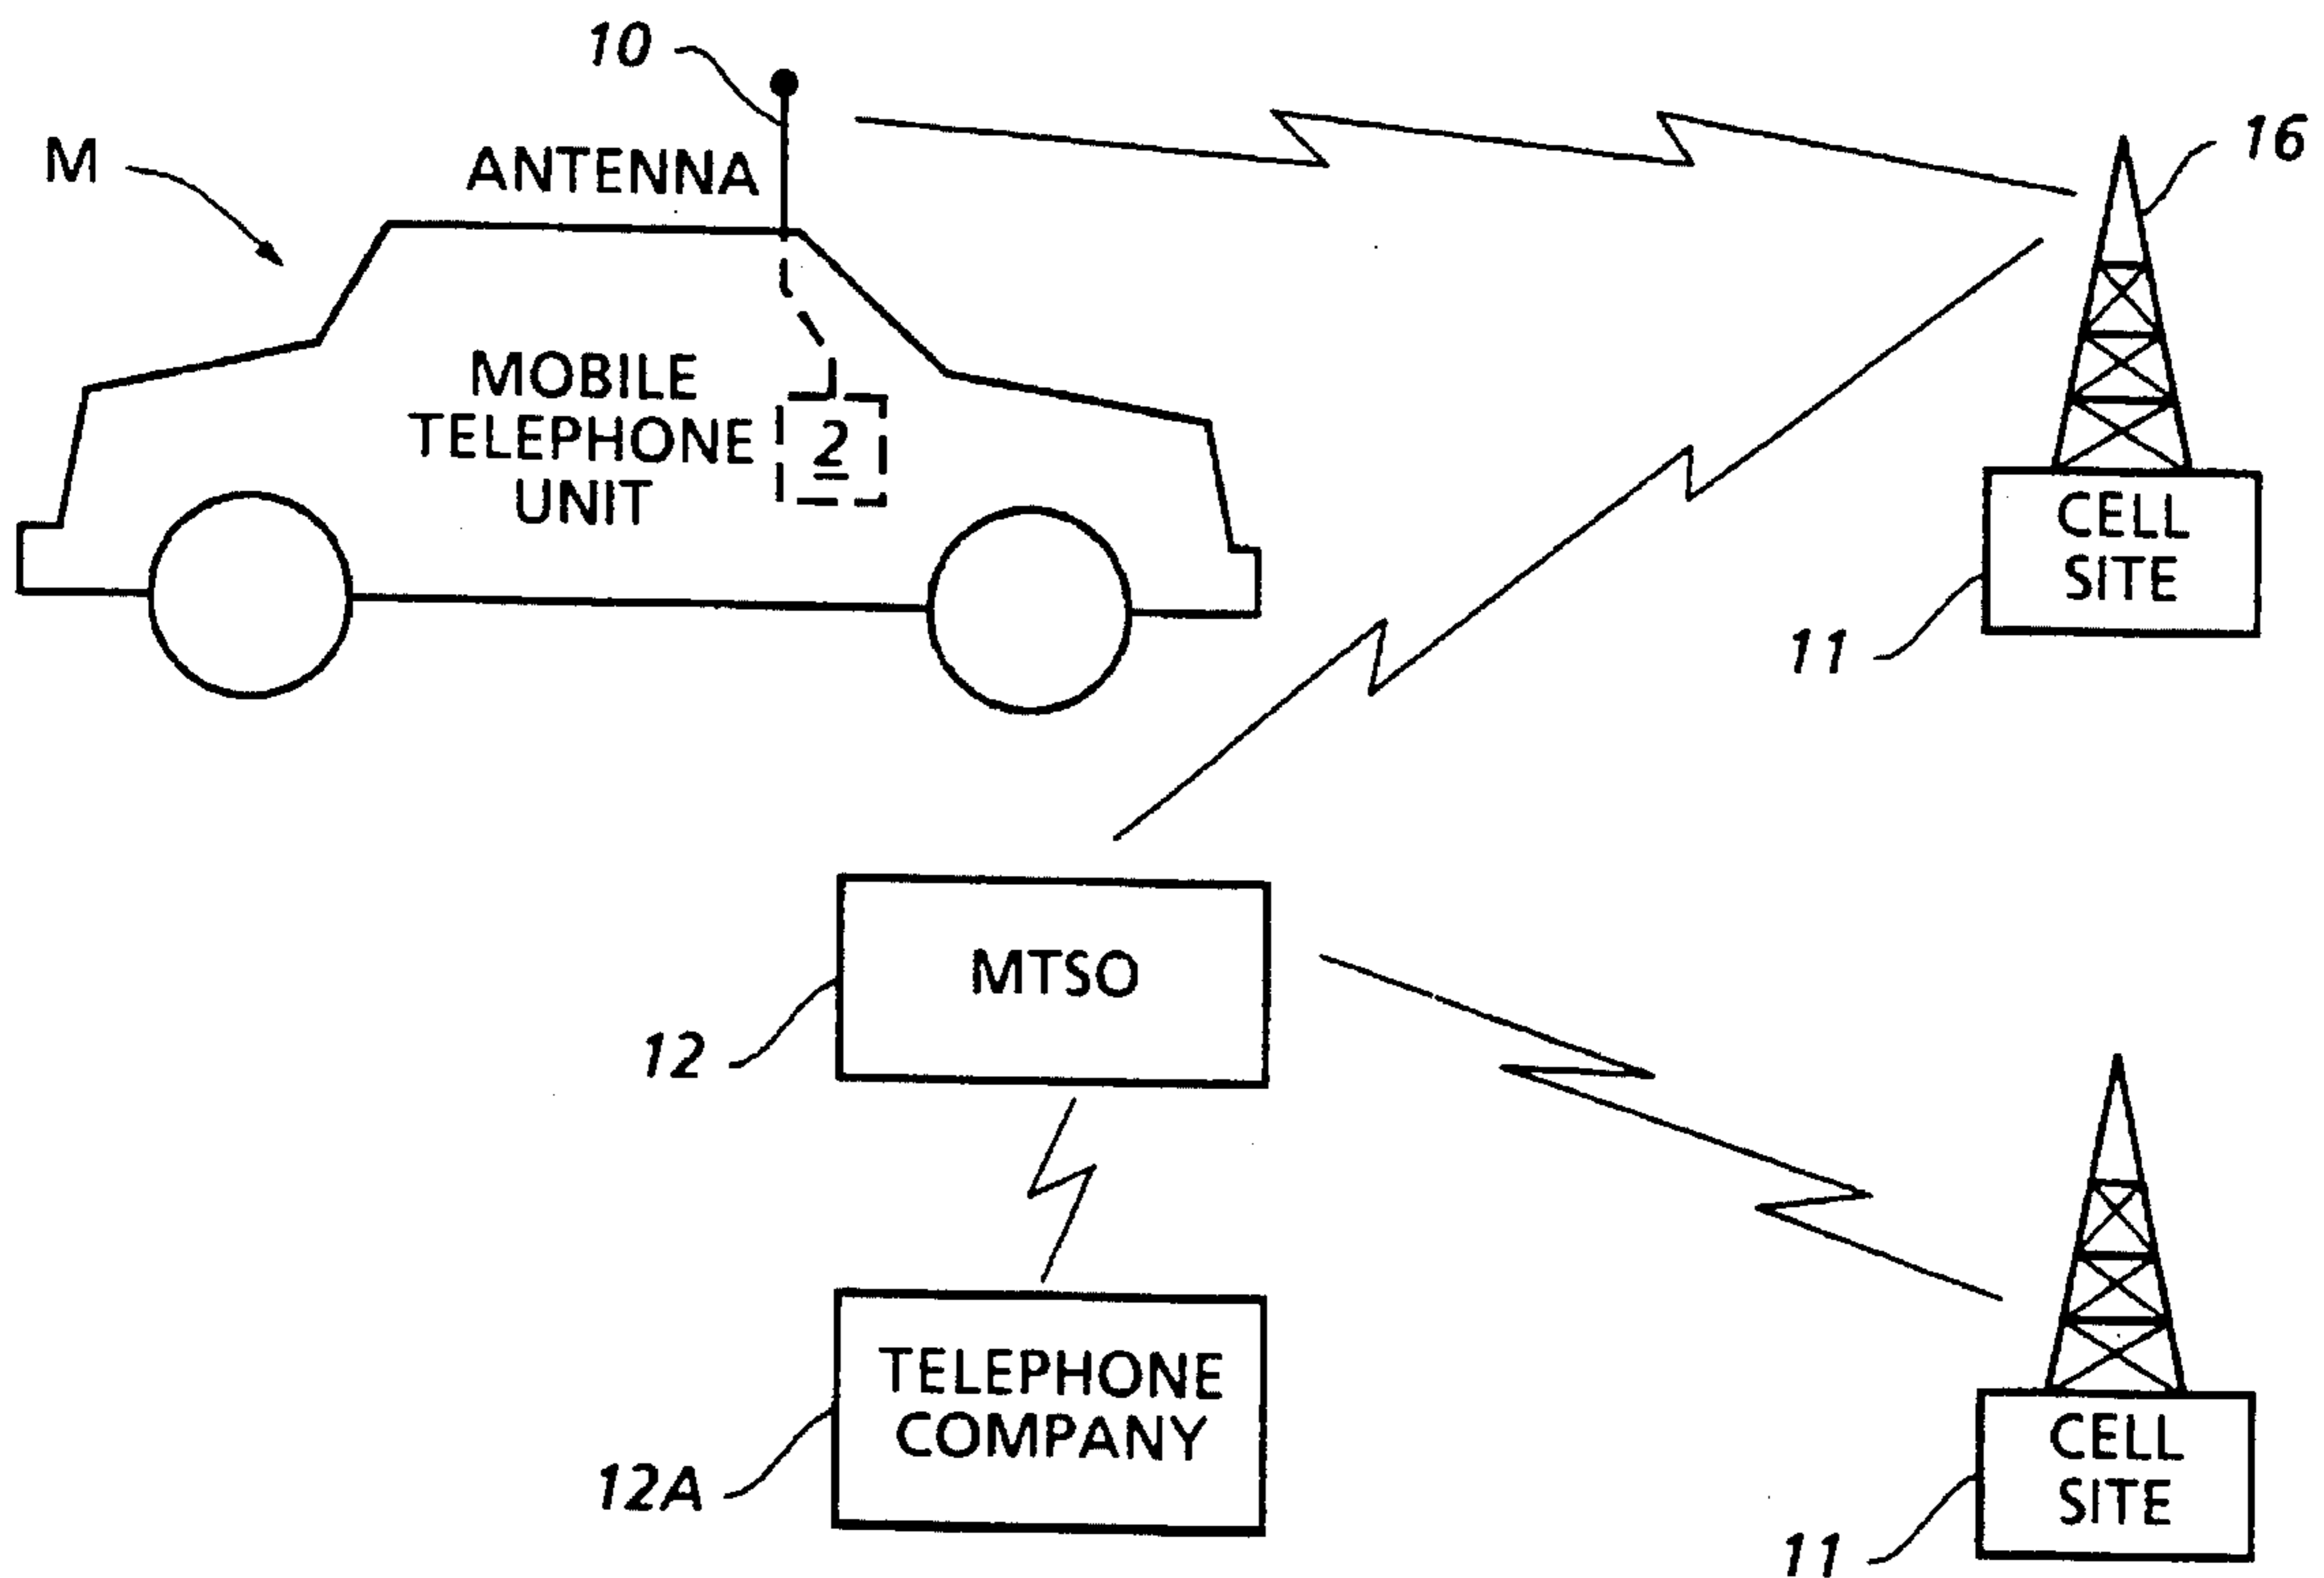 10
M
ANTENNA
16
MOBILE
TELEPHONE
UNIT
2
CELL
SITE
11
MTSO
12
TELEPHONE
COMPANY
12A
CELL
SITE
11